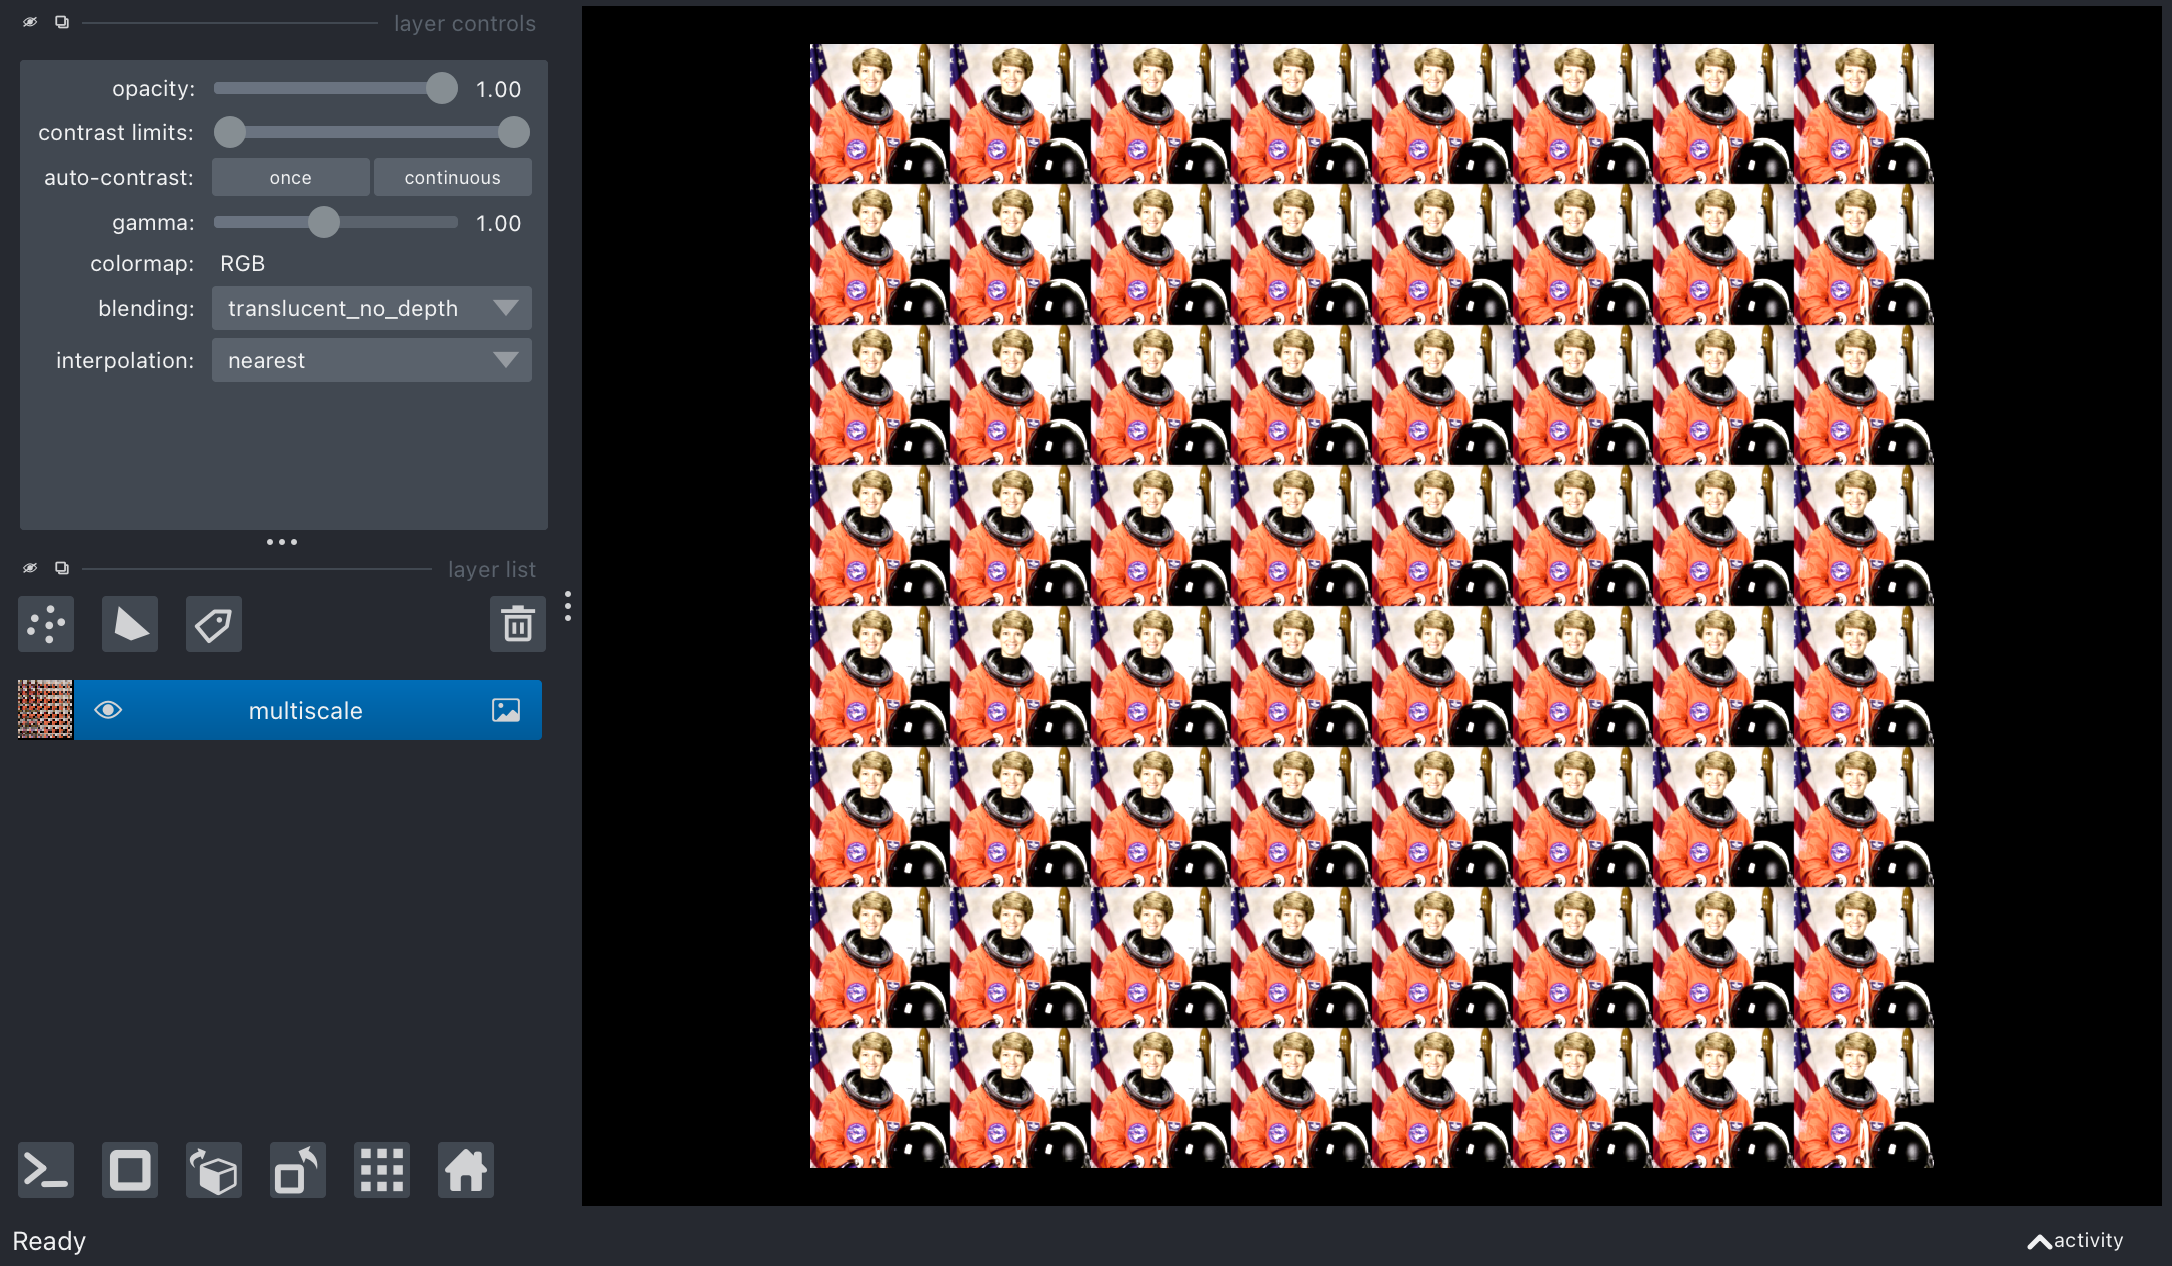 layer controls
opacity: 1.00
contrast limits:
auto-contrast: once continuous
gamma: 1.00
colormap: RGB
blending: translucent_no_depth
interpolation: nearest
layer list
multiscale
Ready
activity